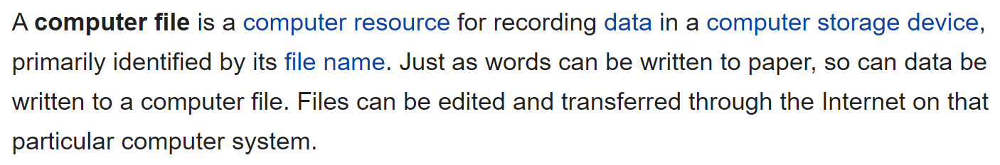 A computer file is a computer resource for recording data in a computer storage device,
primarily identified by its file name. Just as words can be written to paper, so can data be
written to a computer file. Files can be edited and transferred through the Internet on that
particular computer system.